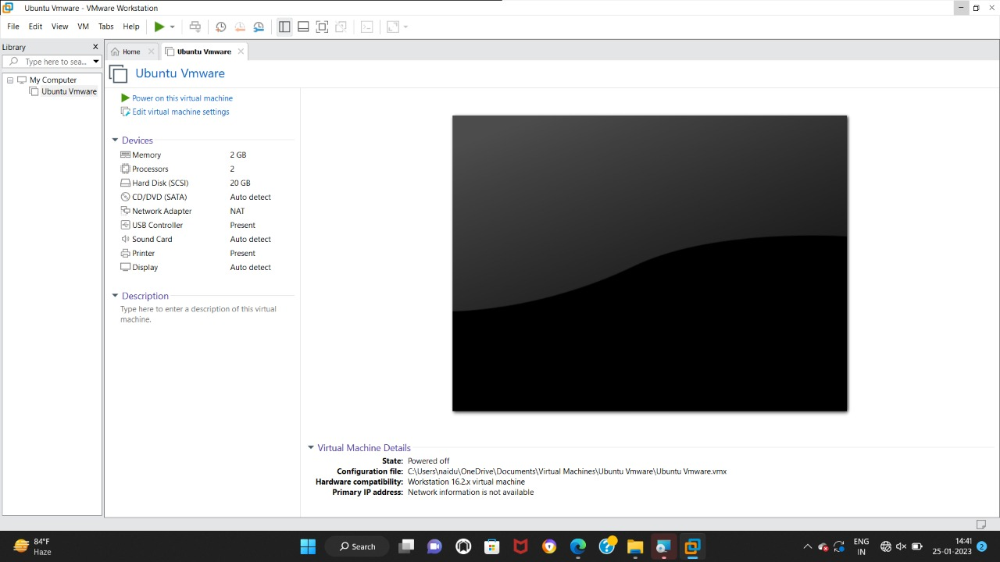 Ubuntu Vmware - VMware Workstation
File Edit View VM Tabs Help
Library
Type here to sea...
My Computer
Ubuntu Vmware
Home
Ubuntu Vmware
Ubuntu Vmware
Power on this virtual machine
Edit virtual machine settings
Devices
Memory 2 GB
Processors 2
Hard Disk (SCSI) 20 GB
CD/DVD (SATA) Auto detect
Network Adapter NAT
USB Controller Present
Sound Card Auto detect
Printer Present
Display Auto detect
Description
Type here to enter a description of this virtual
machine.
Virtual Machine Details
State: Powered off
Configuration file: C:\Users\naidu\OneDrive\Documents\Virtual Machines\Ubuntu Vmware\Ubuntu Vmware.vmx
Hardware compatibility: Workstation 16.2.x virtual machine
Primary IP address: Network information is not available
84°F
Haze
Search
ENG
IN
14:41
25-01-2023
2